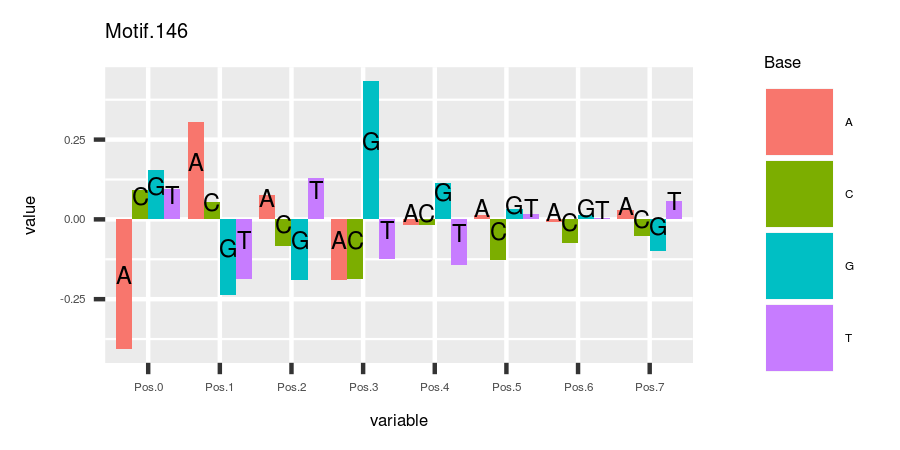 Motif.146
value
0.25
0.00
-0.25
A C G T A C G T A C G T A C G T A C G T A C G T A C G T A C G T
Pos.0 Pos.1 Pos.2 Pos.3 Pos.4 Pos.5 Pos.6 Pos.7
variable
Base
A
C
G
T